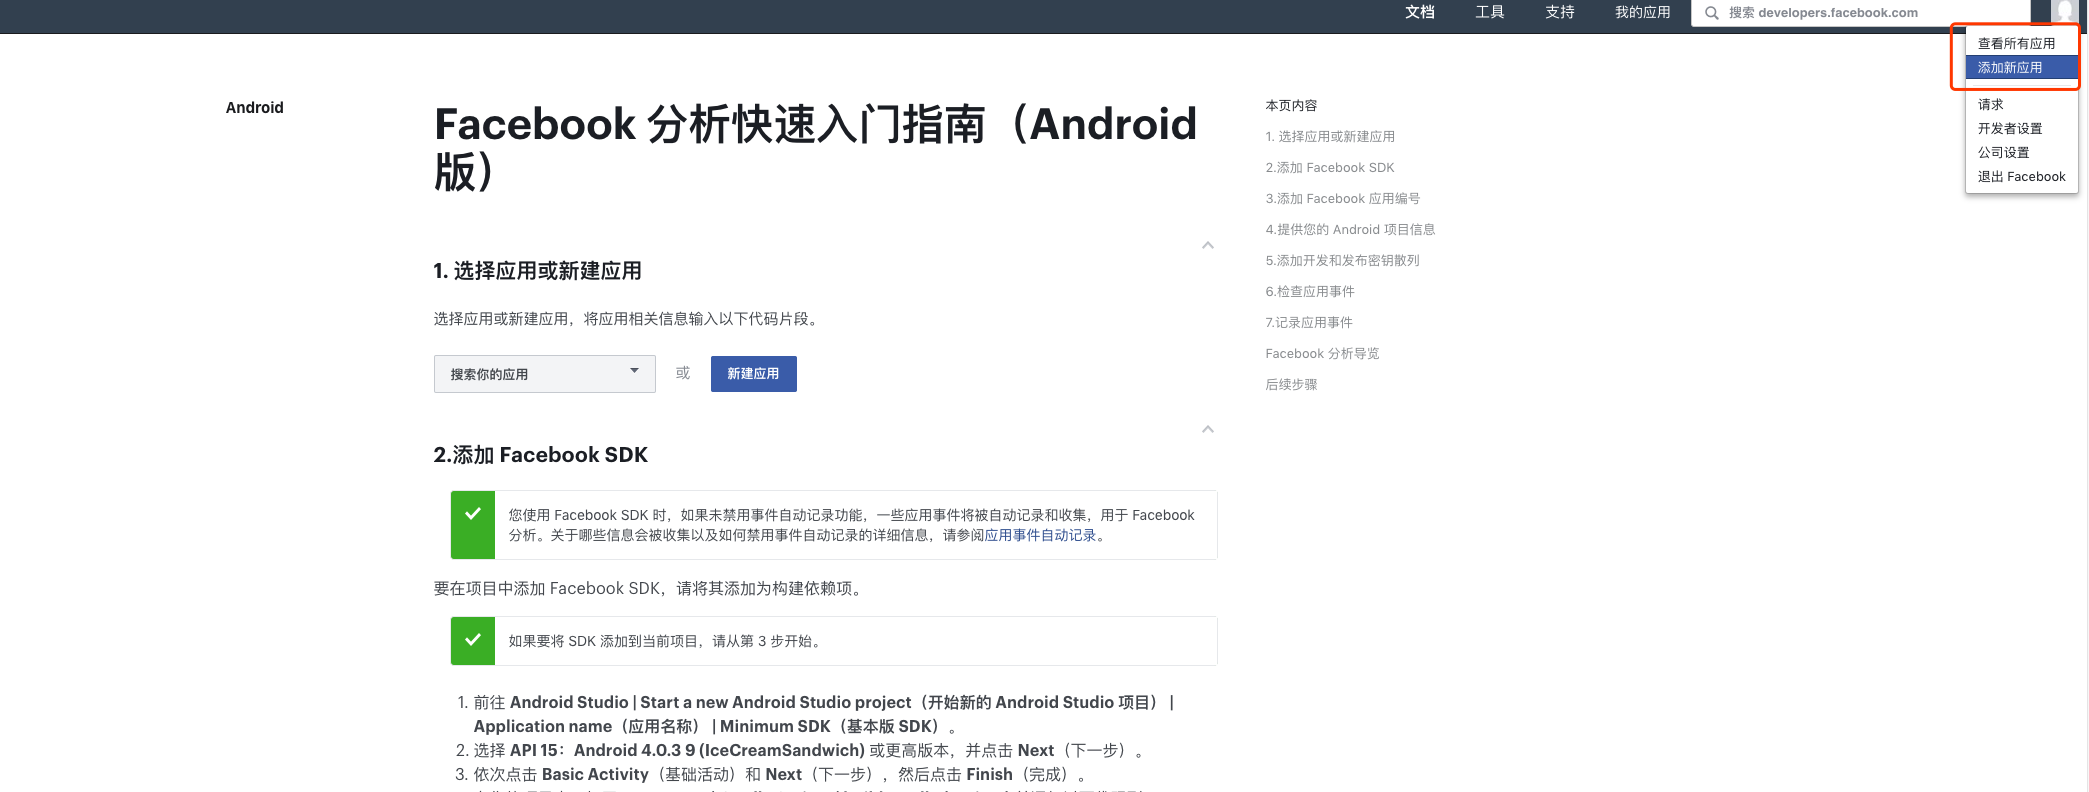 文档 工具 支持 我的应用 搜索 developers.facebook.com
查看所有应用
添加新应用
请求
开发者设置
公司设置
退出 Facebook
Android
Facebook 分析快速入门指南（Android
版）
1. 选择应用或新建应用
选择应用或新建应用，将应用相关信息输入以下代码片段。
搜索你的应用 或 新建应用
2.添加 Facebook SDK
您使用 Facebook SDK 时，如果未禁用事件自动记录功能，一些应用事件将被自动记录和收集，用于 Facebook
分析。关于哪些信息会被收集以及如何禁用事件自动记录的详细信息，请参阅应用事件自动记录。
要在项目中添加 Facebook SDK，请将其添加为构建依赖项。
如果要将 SDK 添加到当前项目，请从第 3 步开始。
1. 前往 Android Studio | Start a new Android Studio project（开始新的 Android Studio 项目） |
Application name（应用名称） | Minimum SDK（基本版 SDK）。
2. 选择 API 15：Android 4.0.3 9 (IceCreamSandwich) 或更高版本，并点击 Next（下一步）。
3. 依次点击 Basic Activity（基础活动）和 Next（下一步），然后点击 Finish（完成）。
本页内容
1. 选择应用或新建应用
2.添加 Facebook SDK
3.添加 Facebook 应用编号
4.提供您的 Android 项目信息
5.添加开发和发布密钥散列
6.检查应用事件
7.记录应用事件
Facebook 分析导览
后续步骤